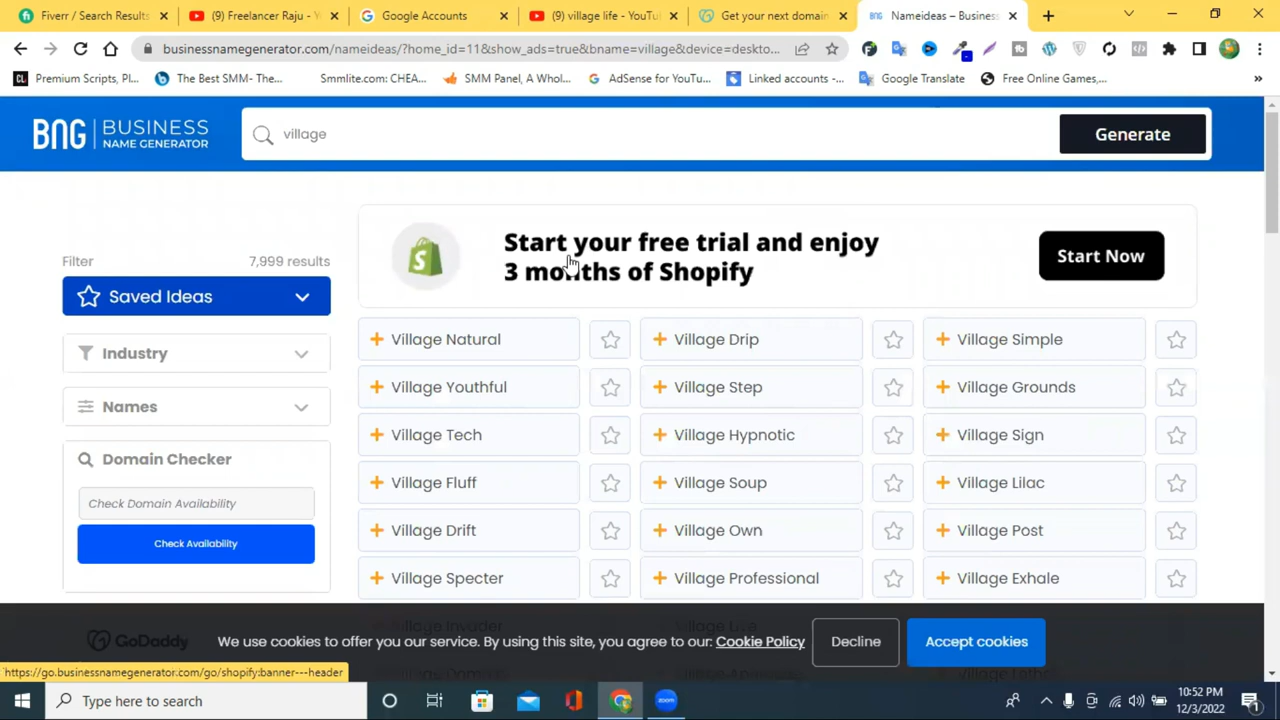 Fiverr / Search Results
(9) Freelancer Raju - Y
Google Accounts
(9) village life - YouTu
Get your next domain
BNG
Nameideas – Business
businessnamegenerator.com/nameideas/?home_id=11&show_ads=true&bname=village&device=deskto...
Premium Scripts, Pl...
The Best SMM- The...
Smmlite.com: CHEA...
SMM Panel, A Whol...
AdSense for YouTu...
Linked accounts -...
Google Translate
Free Online Games,...
»
BNG BUSINESS
NAME GENERATOR
village
Generate
Start your free trial and enjoy
3 months of Shopify
Start Now
Filter
7,999 results
Saved Ideas
Industry
Names
Domain Checker
Check Domain Availability
Check Availability
Village Natural
Village Drip
Village Simple
Village Youthful
Village Step
Village Grounds
Village Tech
Village Hypnotic
Village Sign
Village Fluff
Village Soup
Village Lilac
Village Drift
Village Own
Village Post
Village Specter
Village Professional
Village Exhale
GoDaddy
We use cookies to offer you our service. By using this site, you agree to our: Cookie Policy
Decline
Accept cookies
https://go.businessnamegenerator.com/go/shopify:banner---header
Type here to search
zoom
10:52 PM
12/3/2022
1